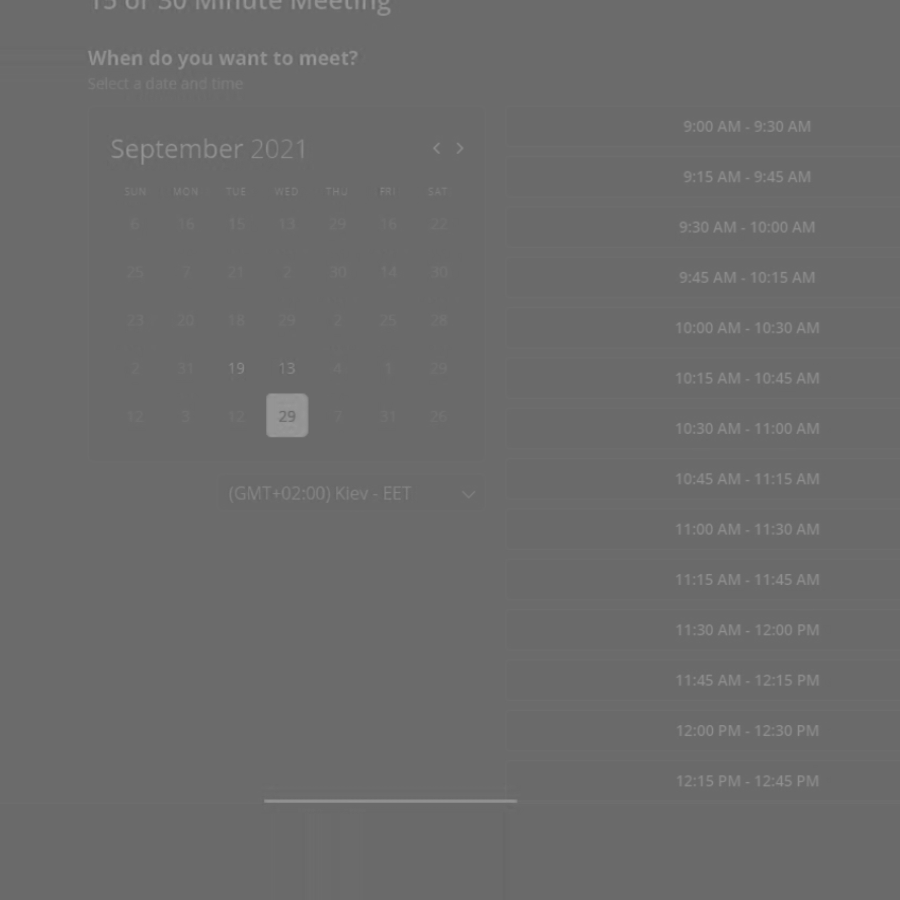 15 or 30 Minute Meeting
When do you want to meet?
Select a date and time
September 2021
SUN MON TUE WED THU FRI SAT
6 16 15 13 29 16 22
25 7 21 2 30 14 30
23 20 18 29 2 25 28
2 31 19 13 4 1 29
12 3 12 29 7 31 26
(GMT+02:00) Kiev - EET
9:00 AM - 9:30 AM
9:15 AM - 9:45 AM
9:30 AM - 10:00 AM
9:45 AM - 10:15 AM
10:00 AM - 10:30 AM
10:15 AM - 10:45 AM
10:30 AM - 11:00 AM
10:45 AM - 11:15 AM
11:00 AM - 11:30 AM
11:15 AM - 11:45 AM
11:30 AM - 12:00 PM
11:45 AM - 12:15 PM
12:00 PM - 12:30 PM
12:15 PM - 12:45 PM